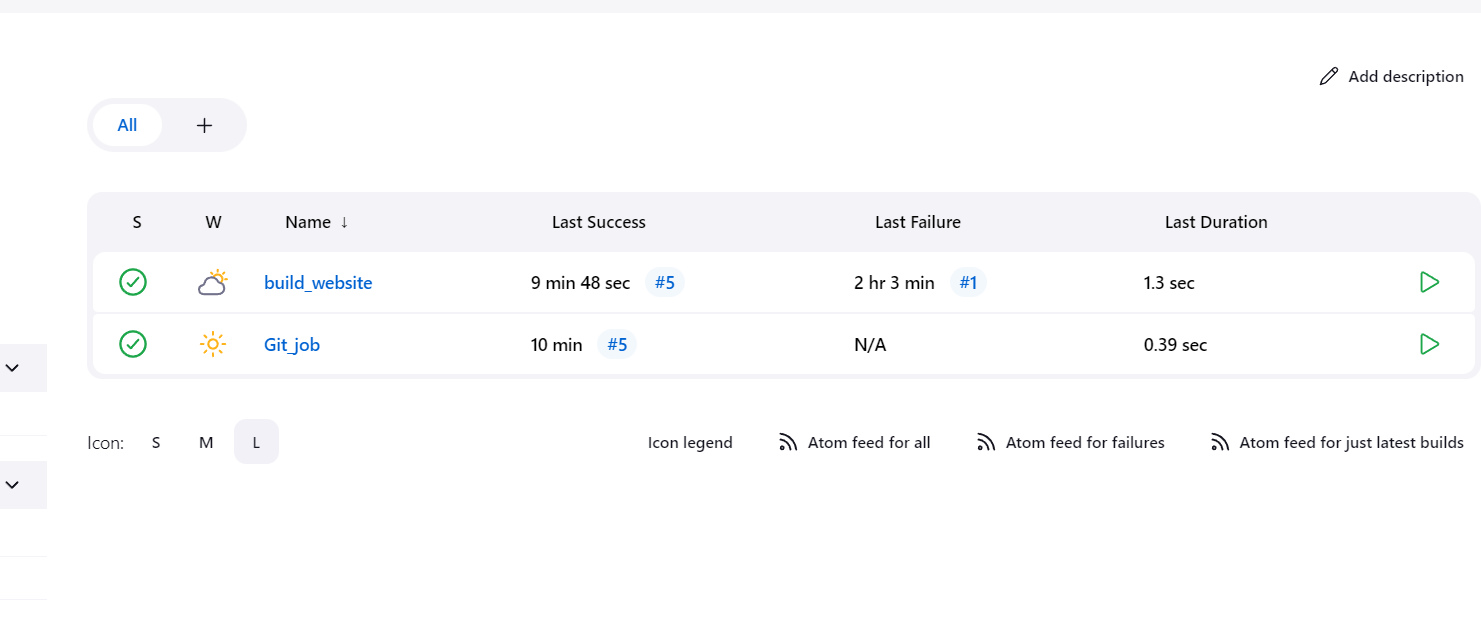 Add description
All +
S W Name ↓ Last Success Last Failure Last Duration
build_website 9 min 48 sec #5 2 hr 3 min #1 1.3 sec
Git_job 10 min #5 N/A 0.39 sec
Icon: S M L Icon legend Atom feed for all Atom feed for failures Atom feed for just latest builds